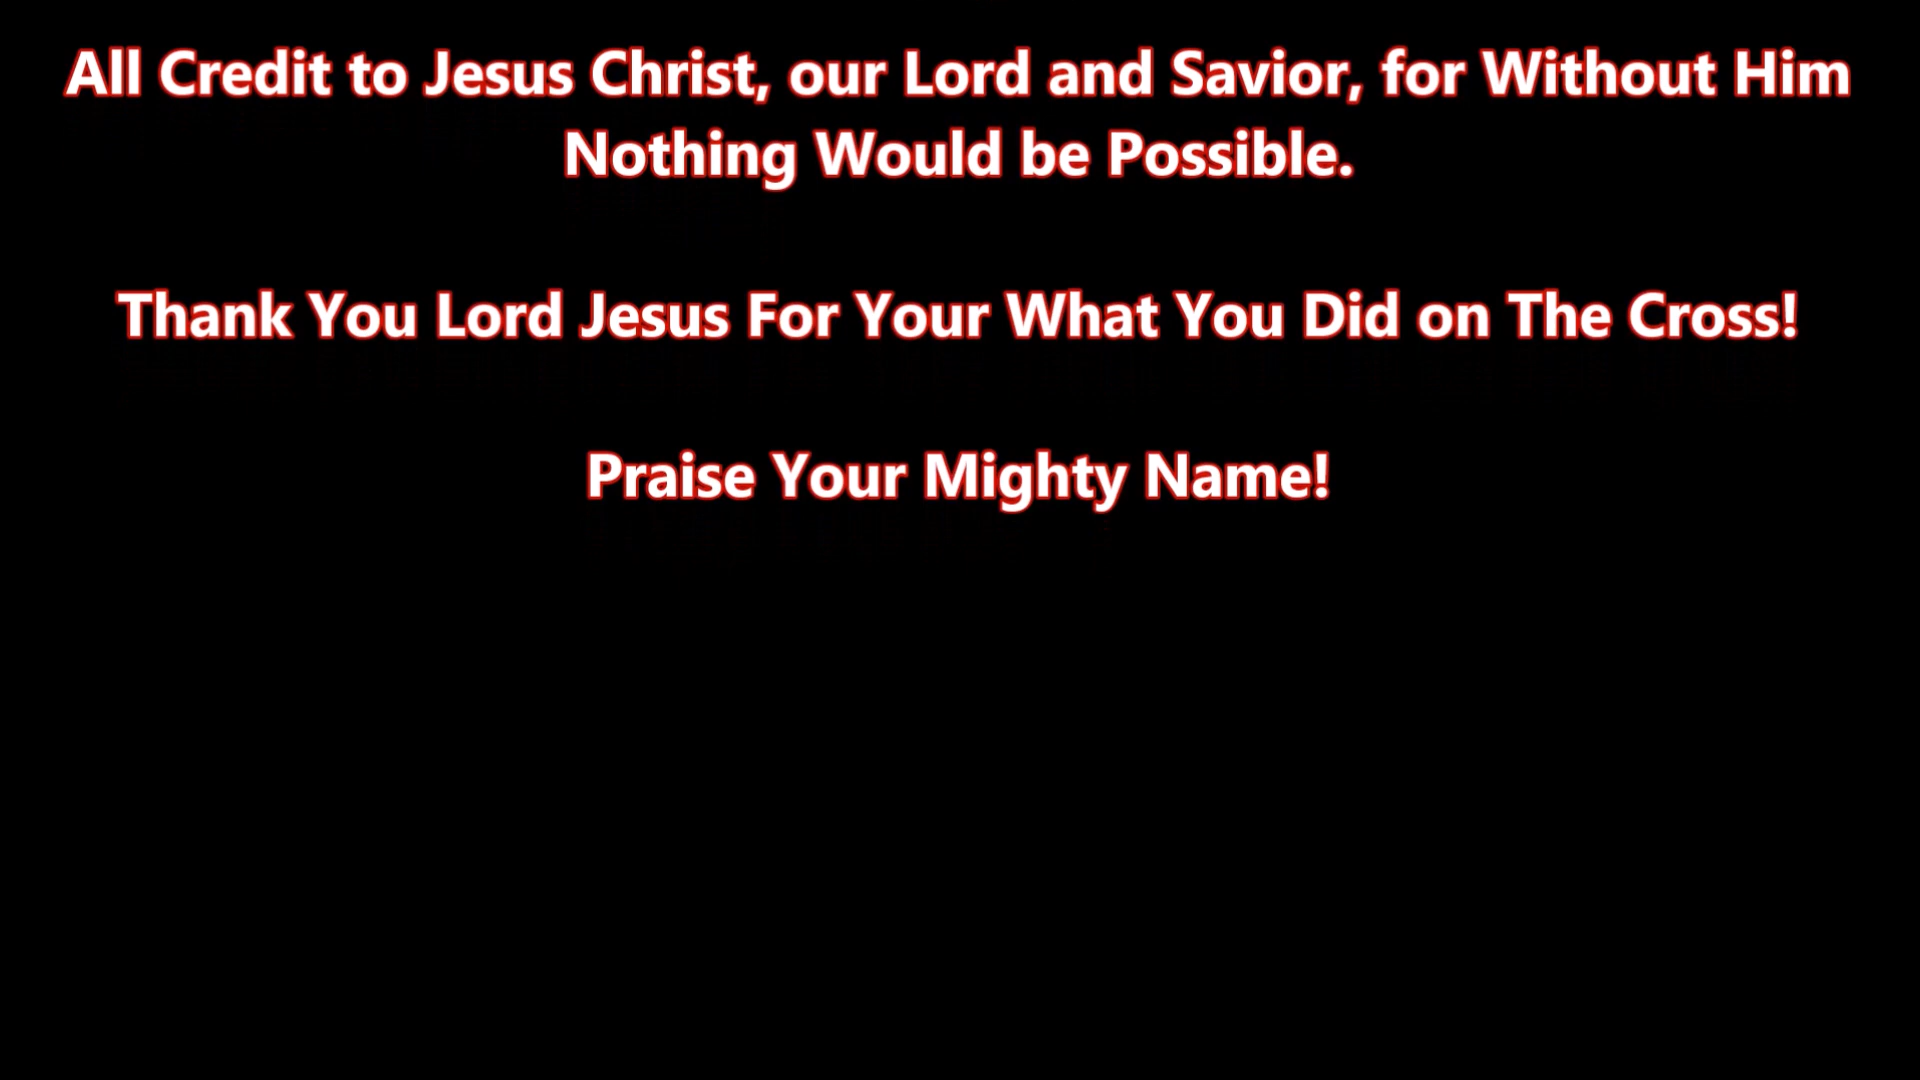 All Credit to Jesus Christ, our Lord and Savior, for Without Him
Nothing Would be Possible.
Thank You Lord Jesus For Your What You Did on The Cross!
Praise Your Mighty Name!